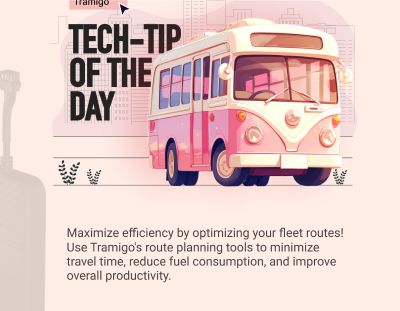 Tramigo
TECH-TIP
OF THE
DAY
Maximize efficiency by optimizing your fleet routes!
Use Tramigo's route planning tools to minimize
travel time, reduce fuel consumption, and improve
overall productivity.